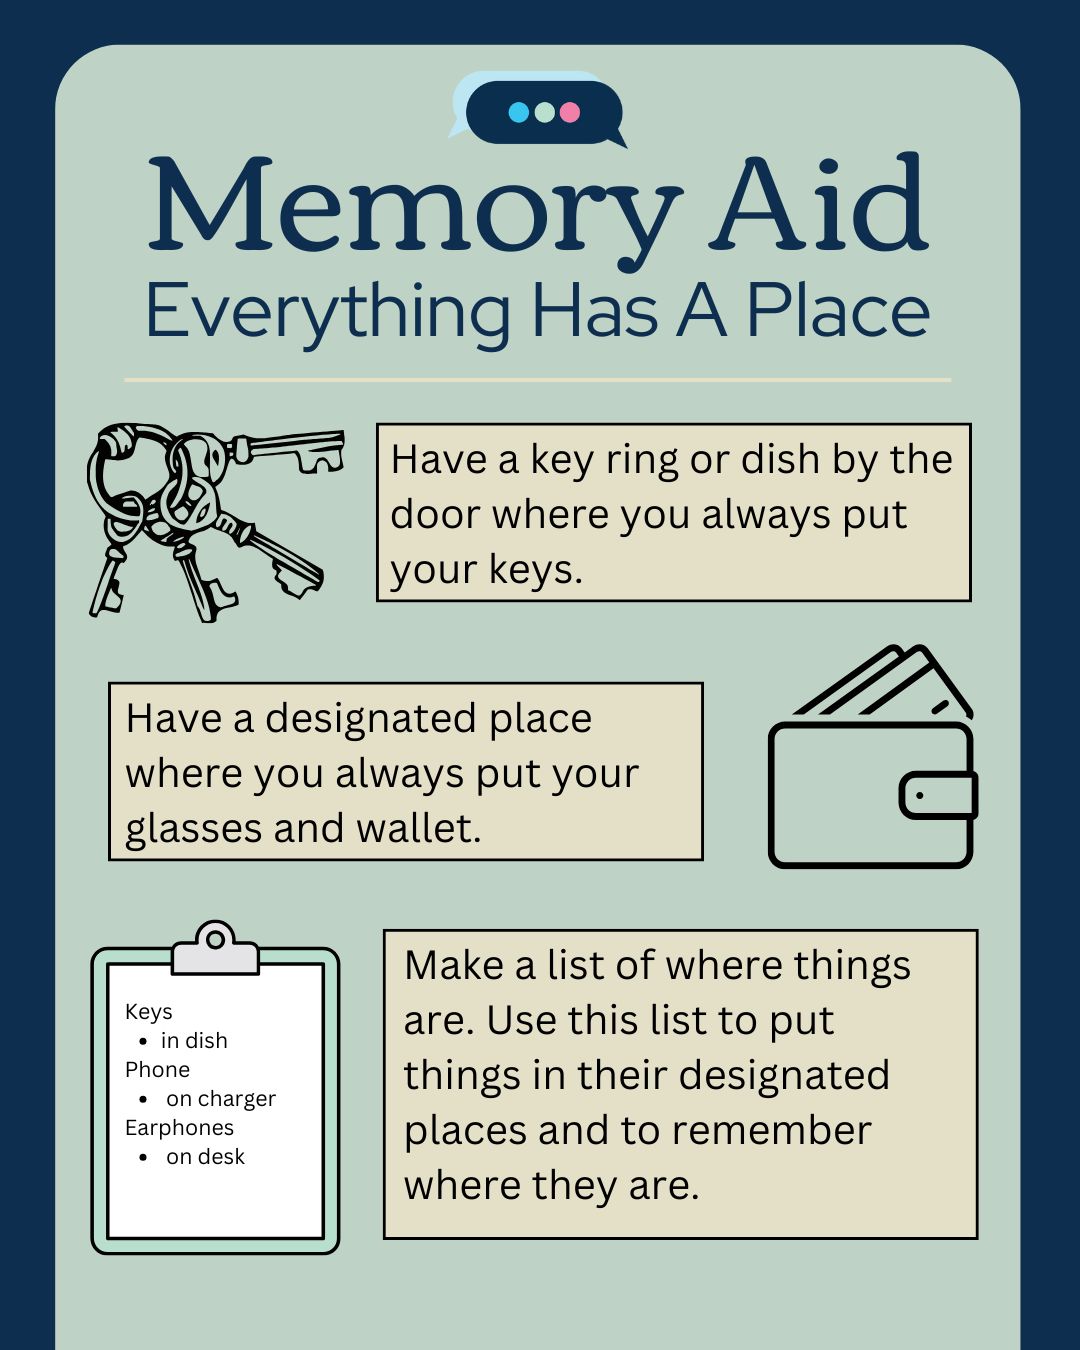 Memory Aid
Everything Has A Place
Have a key ring or dish by the
door where you always put
your keys.
Have a designated place
where you always put your
glasses and wallet.
Keys
• in dish
Phone
• on charger
Earphones
• on desk
Make a list of where things
are. Use this list to put
things in their designated
places and to remember
where they are.